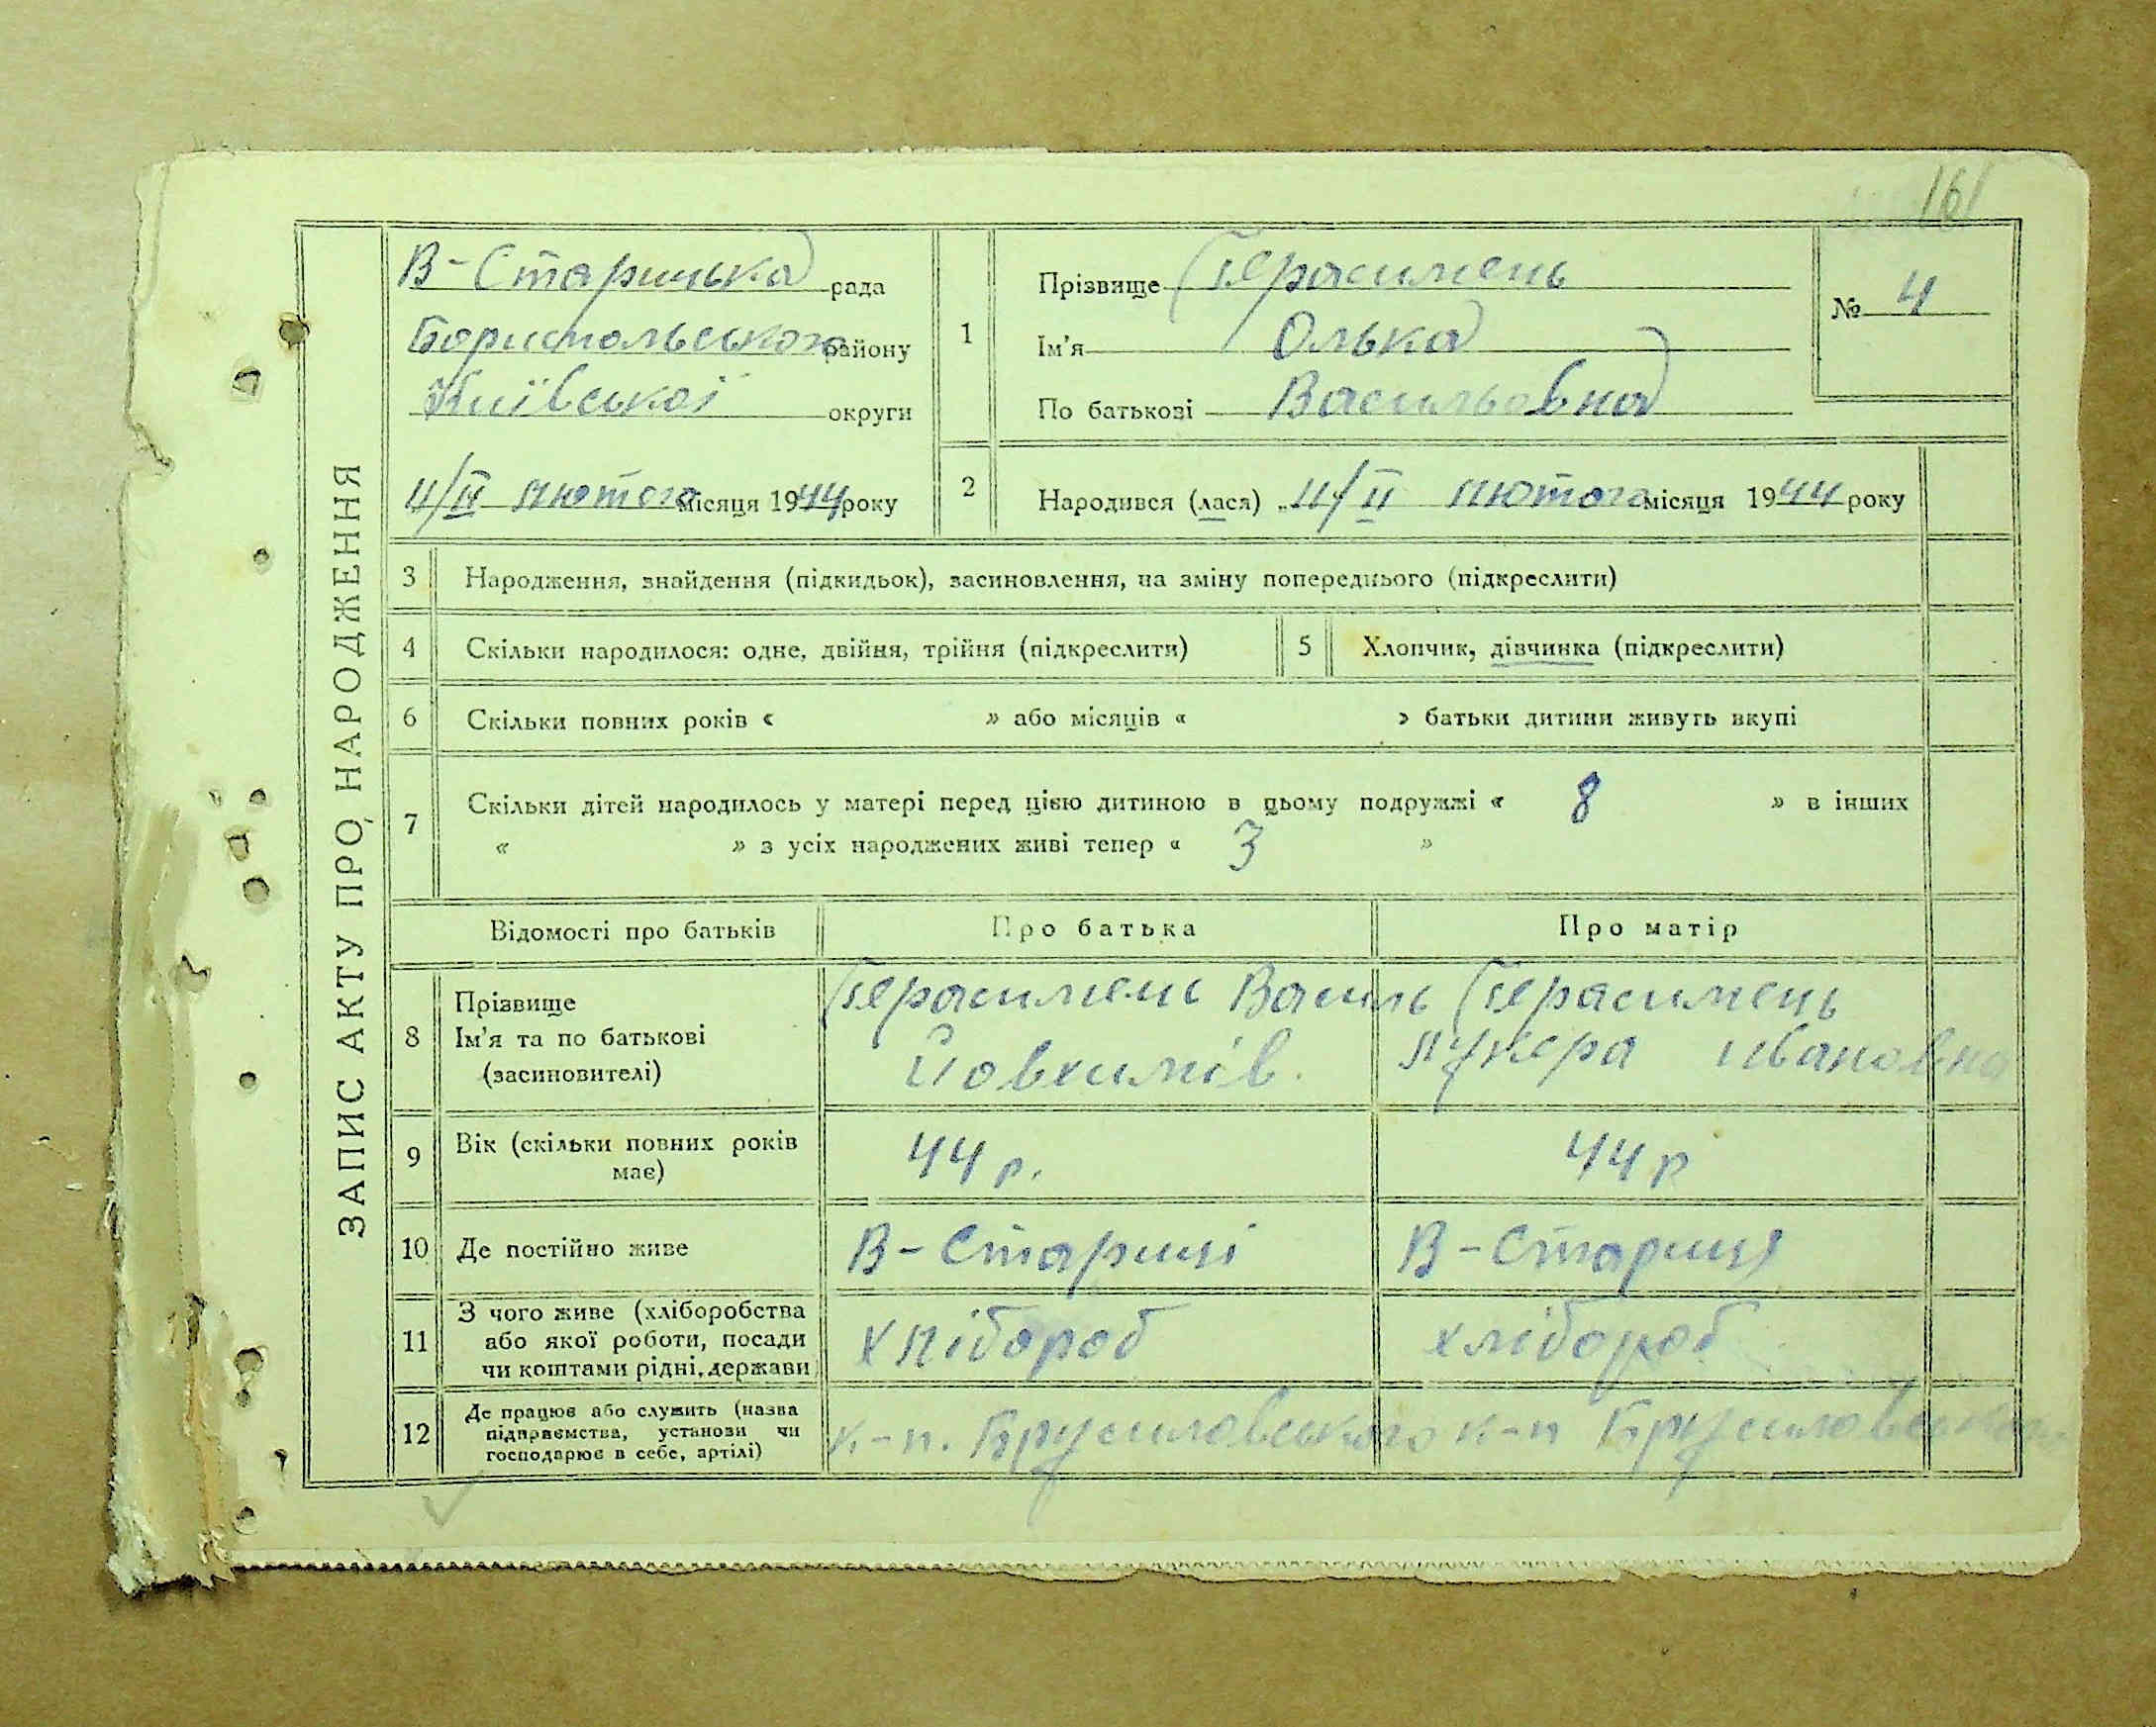 161
ЗАПИС АКТУ ПРО НАРОДЖЕННЯ
В-Старицька рада
Бориспольського району
Київської округи
4/II лютого місяця 1944 року
1
Прізвище Герасимець
Ім'я Олька
По батькові Васильовна
№ 4
2
Народився (лася) 4/II лютого місяця 1944 року
3 Народження, знайдення (підкидьок), засиновлення, на зміну попереднього (підкреслити)
4 Скільки народилося: одне, двійня, трійня (підкреслити)
5 Хлопчик, дівчинка (підкреслити)
6 Скільки повних років « » або місяців « » батьки дитини живуть вкупі
7 Скільки дітей народилось у матері перед цією дитиною в цьому подружжі « 8 » в інших
« » з усіх народжених живі тепер « 3 »
Відомості про батьків Про батька Про матір
8 Прізвище
Ім'я та по батькові
(засиновителі)
Герасимець Василь
Йовхимів.
Герасимець
Лукера ивановна
9 Вік (скільки повних років
має)
44 р. 44 р
10 Де постійно живе В-Стариці В-Стариця
11 З чого живе (хліборобства
або якої роботи, посади
чи коштами рідні, держави
хлібороб хлібороб
12 Де працює або служить (назва
підприємства, установи чи
господарює в себе, артілі)
к-п. Брусиловського к-п Брусиловського